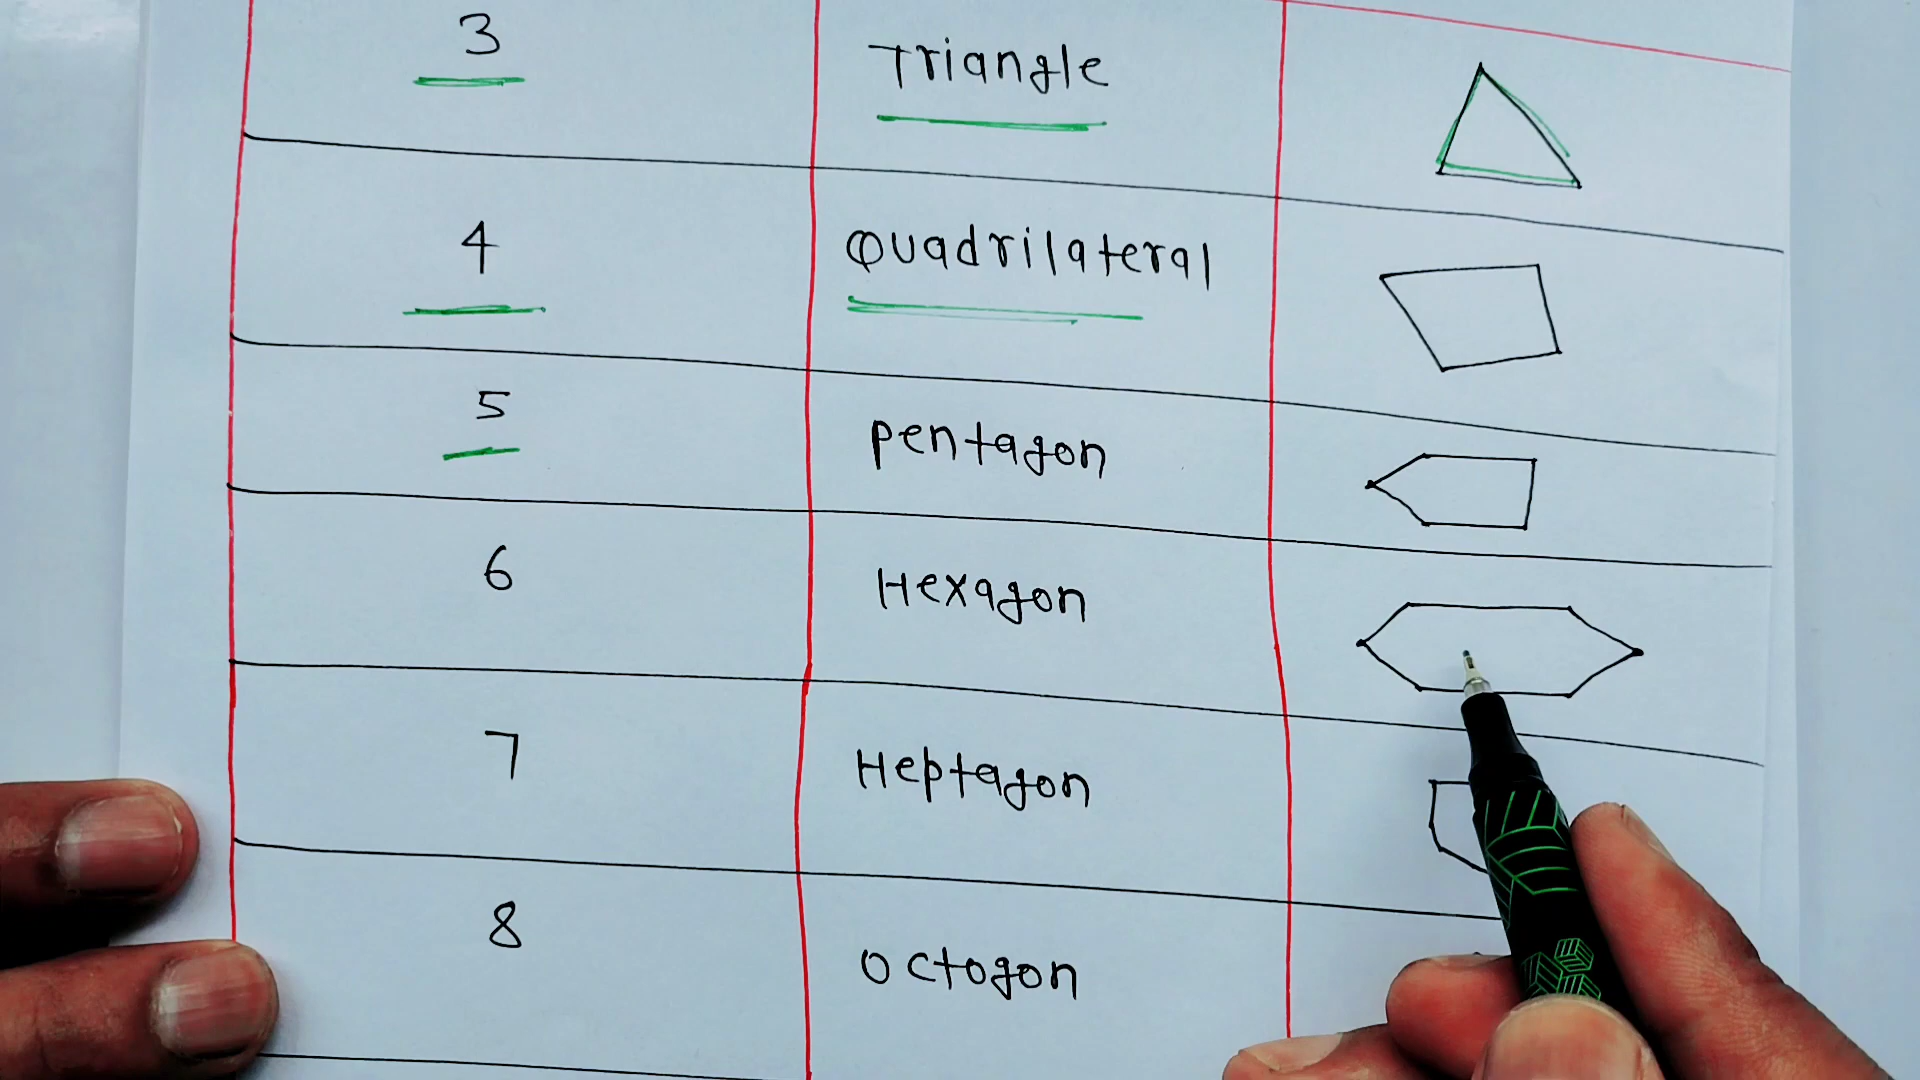 3 Triangle
4 Quadrilateral
5 Pentagon
6 Hexagon
7 Heptagon
8 Octogon